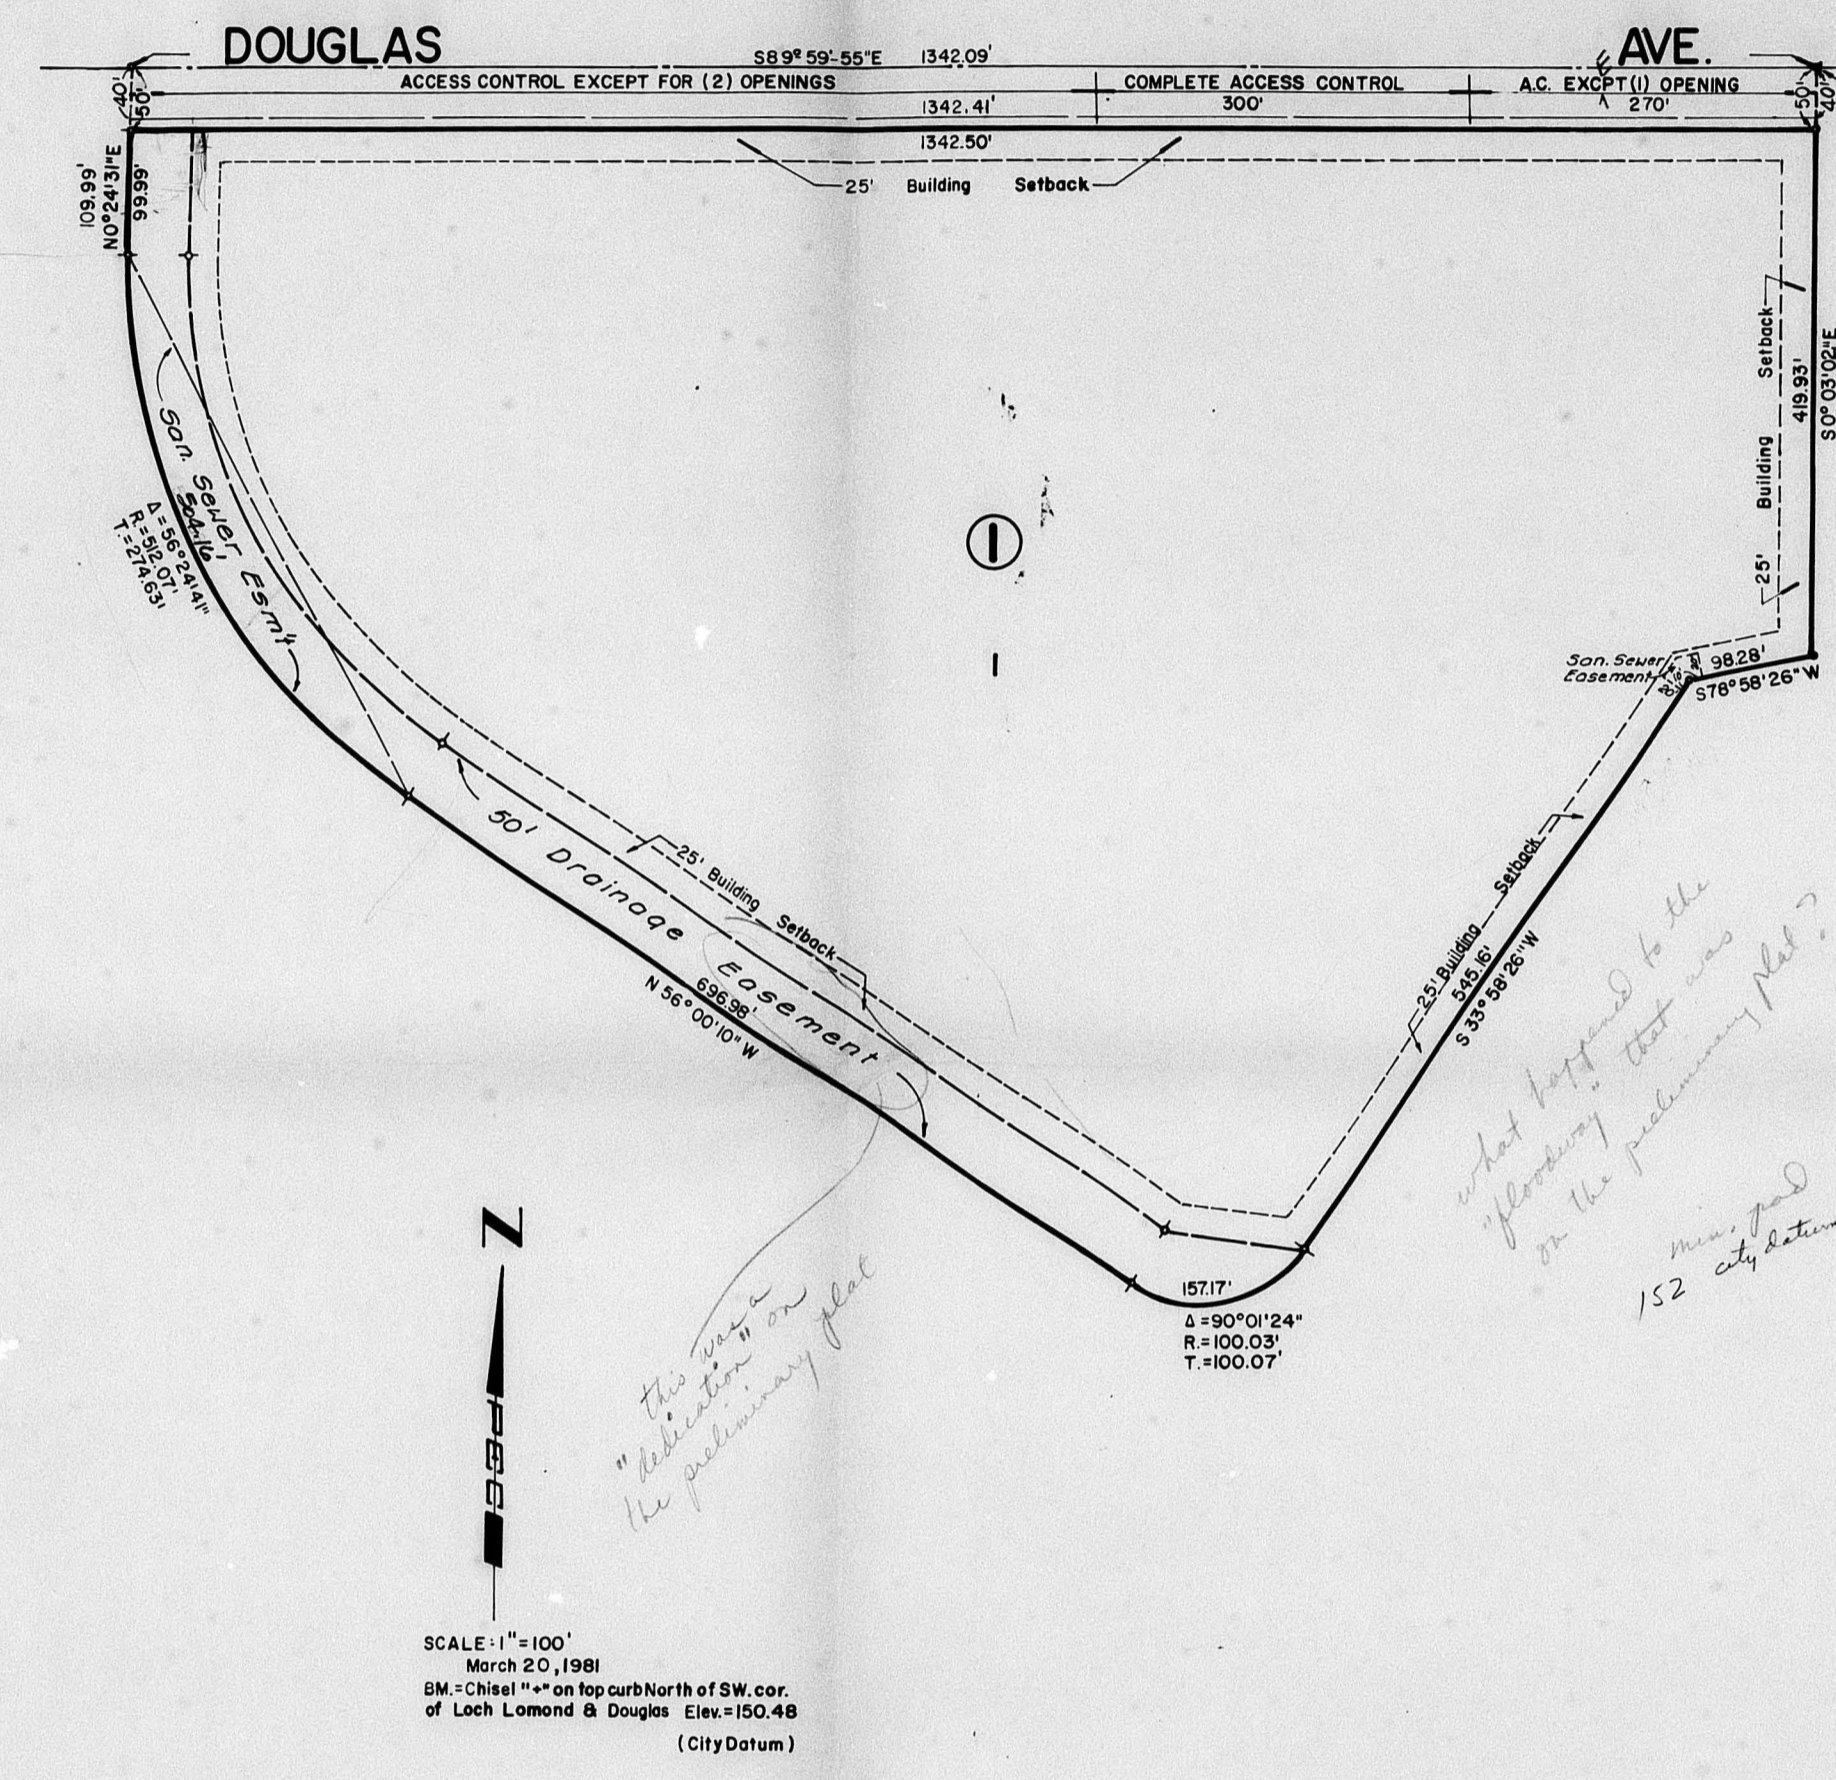 DOUGLAS AVE.
S89° 59'-55"E 1342.09'
ACCESS CONTROL EXCEPT FOR (2) OPENINGS
COMPLETE ACCESS CONTROL
A.C. EXCPT (1) OPENING
E
1342.41'
300'
270'
40'
50'
50'
40'
1342.50'
25' Building Setback
109.99'
N0°24'31"E
99.99'
25' Building Setback
419.93'
S0° 03'02"E
San. Sewer Esm't
504.16'
Δ=56°24'41"
R.=512.07'
T.=274.63'
1
1
San. Sewer
Easement
20'
98.28'
S78°58'26"W
50' Drainage Easement
25' Building Setback
696.98'
N 56° 00'10" W
25' Building Setback
545.16'
S 33° 58'26" W
what happened to the
"floodway" that was
on the preliminary plat?
min. pad
152 city datum
157.17'
Δ=90°01'24"
R.=100.03'
T.=100.07'
this was a
"dedication" on
the preliminary plat
N
PEC
SCALE: 1"=100'
March 20, 1981
BM.=Chisel "+" on top curb North of SW. cor.
of Loch Lomond & Douglas Elev.=150.48
(City Datum)